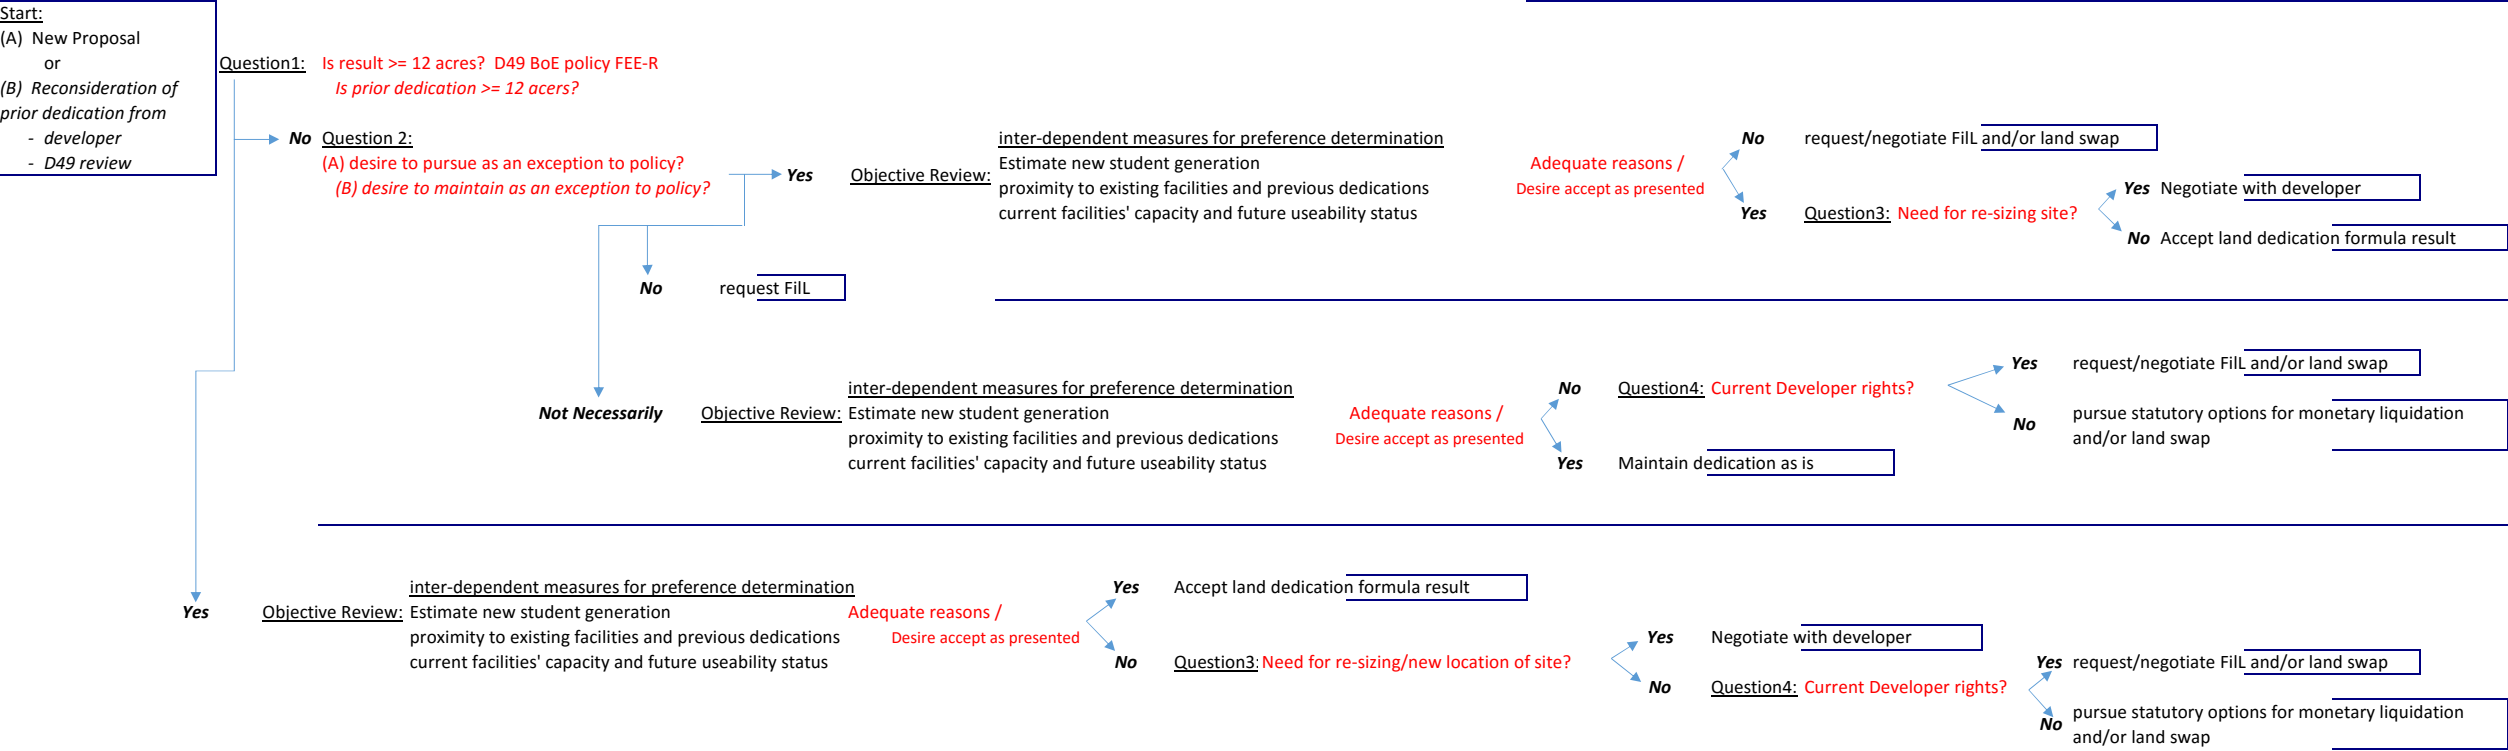 Start:
(A) New Proposal
or
(B) Reconsideration of
prior dedication from
- developer
- D49 review
Question1: Is result >= 12 acres? D49 BoE policy FEE-R
Is prior dedication >= 12 acers?
No Question 2:
(A) desire to pursue as an exception to policy?
(B) desire to maintain as an exception to policy?
Yes Objective Review:
inter-dependent measures for preference determination
Estimate new student generation
proximity to existing facilities and previous dedications
current facilities' capacity and future useability status
Adequate reasons /
Desire accept as presented
No request/negotiate FilL and/or land swap
Yes Question3: Need for re-sizing site?
Yes Negotiate with developer
No Accept land dedication formula result
No request FilL
Not Necessarily Objective Review:
inter-dependent measures for preference determination
Estimate new student generation
proximity to existing facilities and previous dedications
current facilities' capacity and future useability status
Adequate reasons /
Desire accept as presented
No Question4: Current Developer rights?
Yes request/negotiate FilL and/or land swap
No pursue statutory options for monetary liquidation
and/or land swap
Yes Maintain dedication as is
Yes Objective Review:
inter-dependent measures for preference determination
Estimate new student generation
proximity to existing facilities and previous dedications
current facilities' capacity and future useability status
Adequate reasons /
Desire accept as presented
Yes Accept land dedication formula result
No Question3: Need for re-sizing/new location of site?
Yes Negotiate with developer
No Question4: Current Developer rights?
Yes request/negotiate FilL and/or land swap
No pursue statutory options for monetary liquidation
and/or land swap